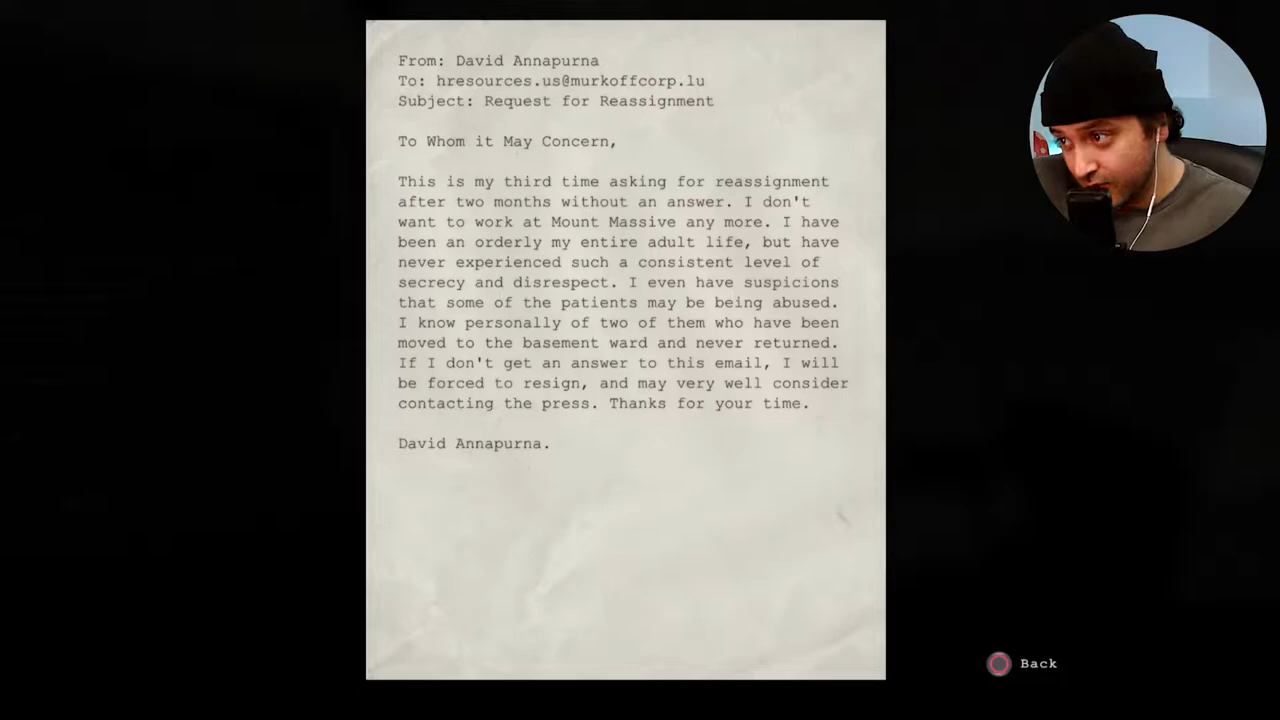 From: David Annapurna
To: hresources.us@murkoffcorp.lu
Subject: Request for Reassignment
To Whom it May Concern,
This is my third time asking for reassignment
after two months without an answer. I don't
want to work at Mount Massive any more. I have
been an orderly my entire adult life, but have
never experienced such a consistent level of
secrecy and disrespect. I even have suspicions
that some of the patients may be being abused.
I know personally of two of them who have been
moved to the basement ward and never returned.
If I don't get an answer to this email, I will
be forced to resign, and may very well consider
contacting the press. Thanks for your time.
David Annapurna.
Back